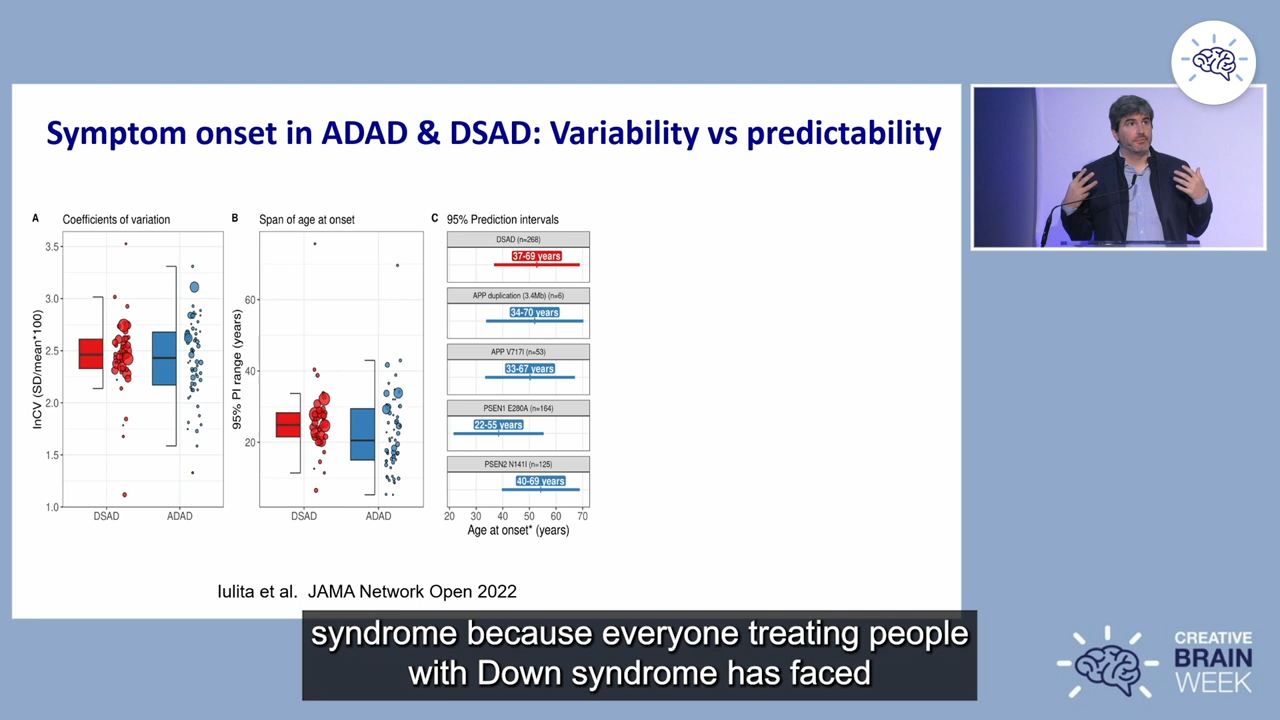 Symptom onset in ADAD & DSAD: Variability vs predictability
A Coefficients of variation
lnCV (SD/mean*100)
3.5
3.0
2.5
2.0
1.5
1.0
DSAD ADAD
B Span of age at onset
95% PI range (years)
60
40
20
DSAD ADAD
C 95% Prediction intervals
DSAD (n=268)
37-69 years
APP duplication (3.4Mb) (n=6)
34-70 years
APP V717I (n=53)
33-67 years
PSEN1 E280A (n=164)
22-55 years
PSEN2 N141I (n=125)
40-69 years
20 30 40 50 60 70
Age at onset* (years)
Iulita et al. JAMA Network Open 2022
syndrome because everyone treating people
with Down syndrome has faced
CREATIVE
BRAIN
WEEK